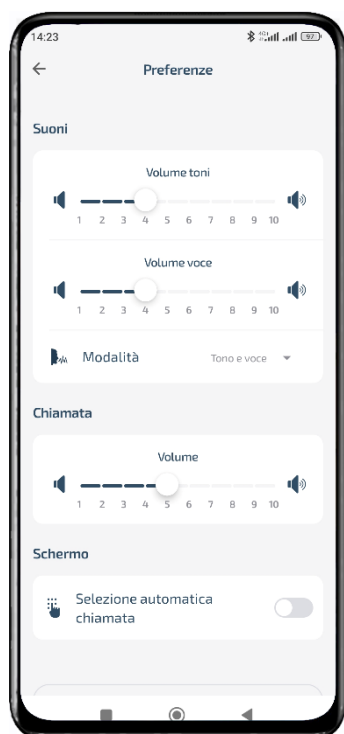 14:23
97
Preferenze
Suoni
Volume toni
1 2 3 4 5 6 7 8 9 10
Volume voce
1 2 3 4 5 6 7 8 9 10
Modalità Tono e voce
Chiamata
Volume
1 2 3 4 5 6 7 8 9 10
Schermo
Selezione automatica
chiamata